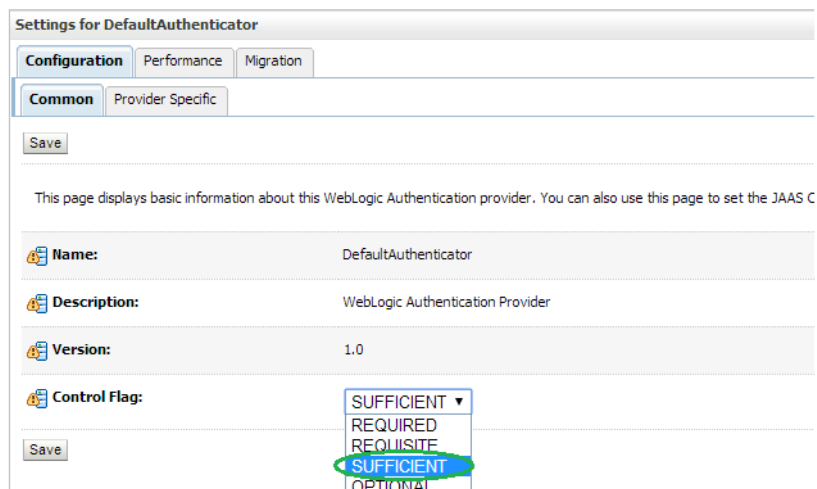 Settings for DefaultAuthenticator
Configuration Performance Migration
Common Provider Specific
Save
This page displays basic information about this WebLogic Authentication provider. You can also use this page to set the JAAS C
Name: DefaultAuthenticator
Description: WebLogic Authentication Provider
Version: 1.0
Control Flag: SUFFICIENT
REQUIRED
REQUISITE
Save
SUFFICIENT
OPTIONAL